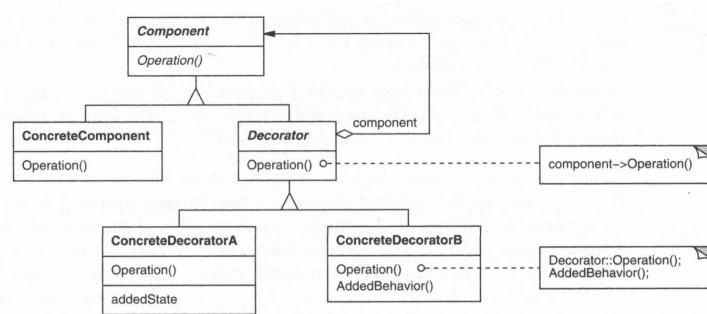 Component
Operation()
component
ConcreteComponent
Operation()
Decorator
Operation()
component->Operation()
ConcreteDecoratorA
Operation()
addedState
ConcreteDecoratorB
Operation()
AddedBehavior()
Decorator::Operation();
AddedBehavior();